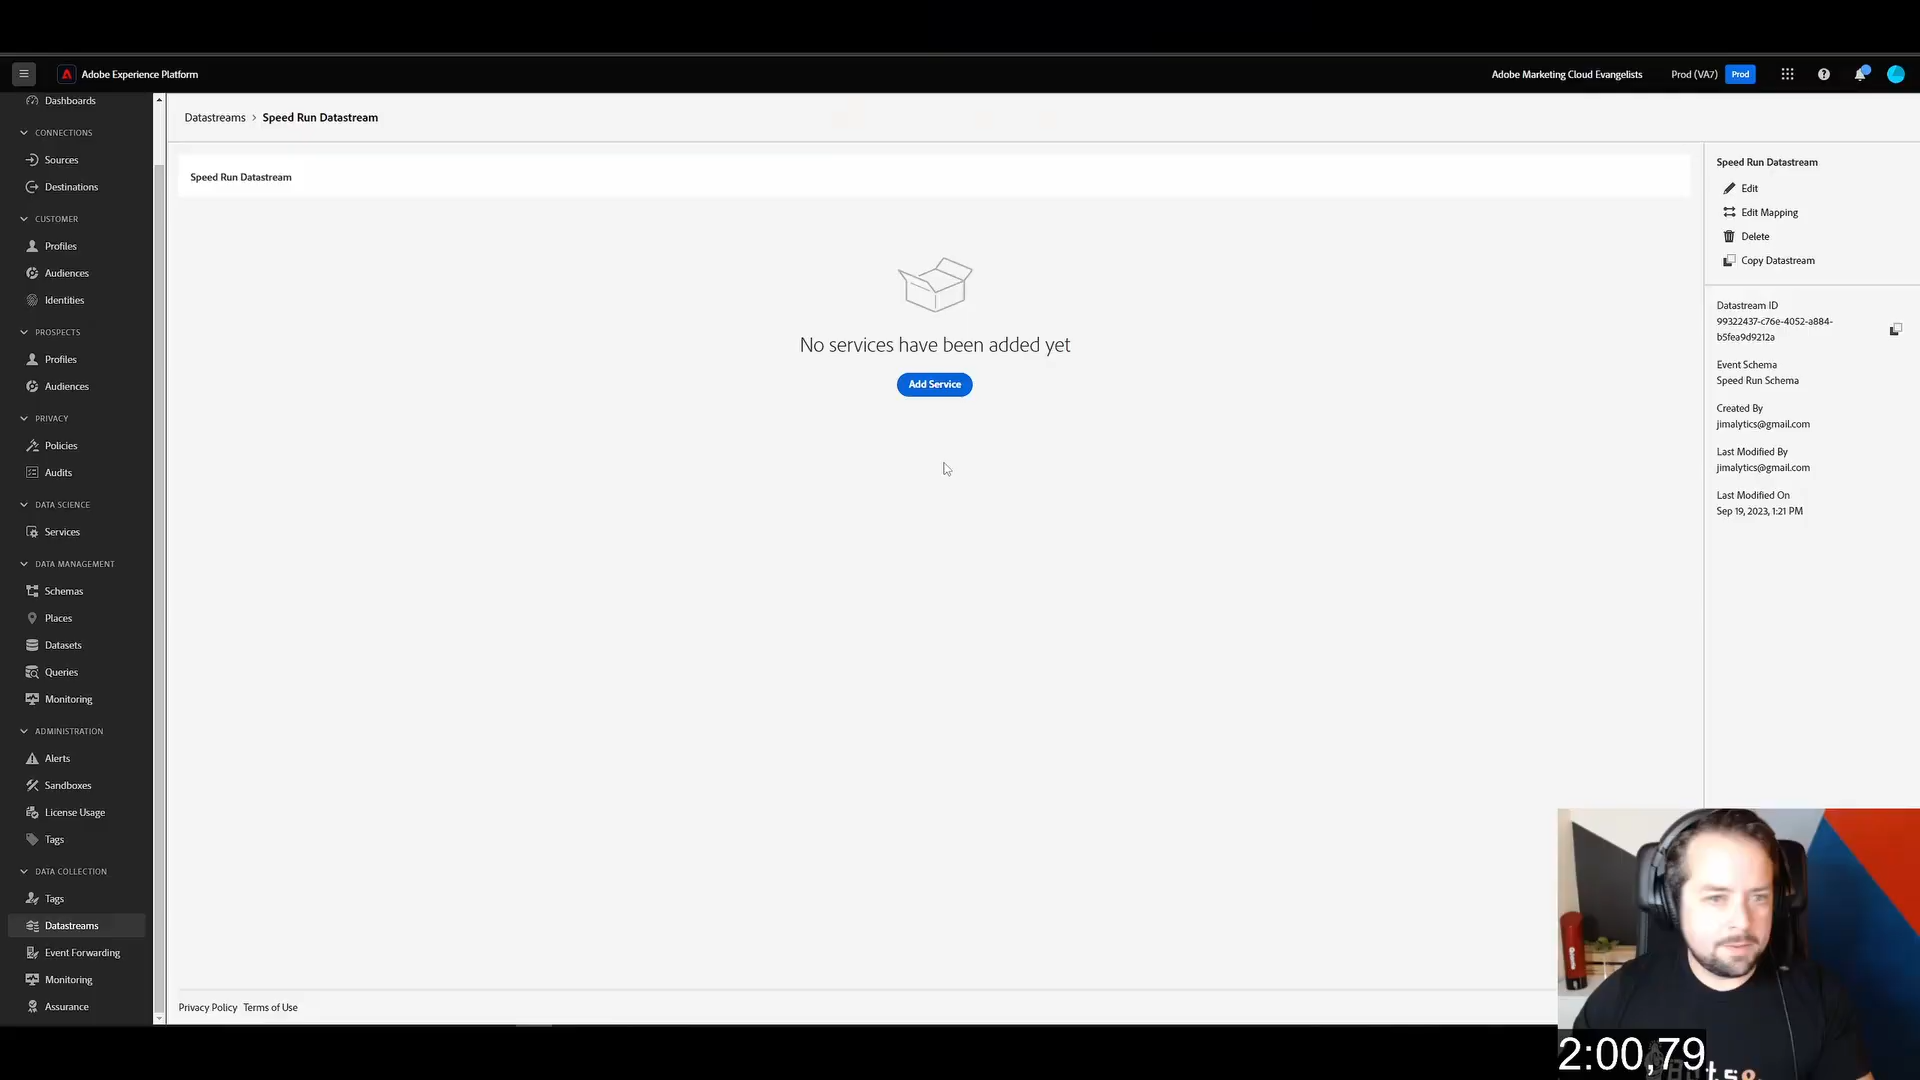 Adobe Experience Platform
Adobe Marketing Cloud Evangelists
Prod (VA7)
Prod
Dashboards
CONNECTIONS
Sources
Destinations
CUSTOMER
Profiles
Audiences
Identities
PROSPECTS
Profiles
Audiences
PRIVACY
Policies
Audits
DATA SCIENCE
Services
DATA MANAGEMENT
Schemas
Places
Datasets
Queries
Monitoring
ADMINISTRATION
Alerts
Sandboxes
License Usage
Tags
DATA COLLECTION
Tags
Datastreams
Event Forwarding
Monitoring
Assurance
Datastreams > Speed Run Datastream
Speed Run Datastream
No services have been added yet
Add Service
Privacy Policy Terms of Use
Speed Run Datastream
Edit
Edit Mapping
Delete
Copy Datastream
Datastream ID
99322437-c76e-4052-a884-
b5fea9d9212a
Event Schema
Speed Run Schema
Created By
jimalytics@gmail.com
Last Modified By
jimalytics@gmail.com
Last Modified On
Sep 19, 2023, 1:21 PM
2:00,79